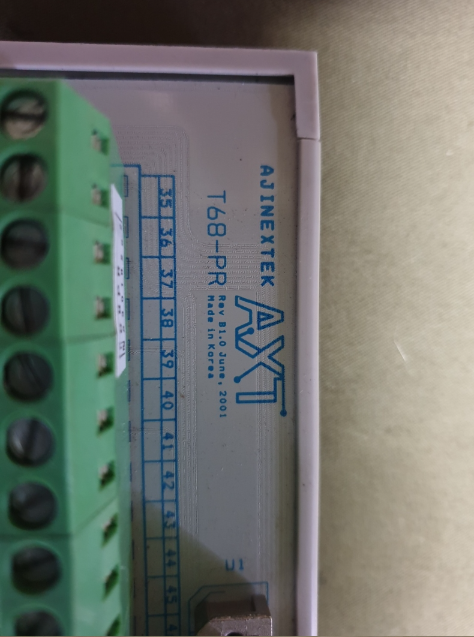 AJINEXTEK
AXT
T68-PR
Rev B1.0 June, 2001
Made in Korea
35
36
37
38
39
40
41
42
43
44
45
U1